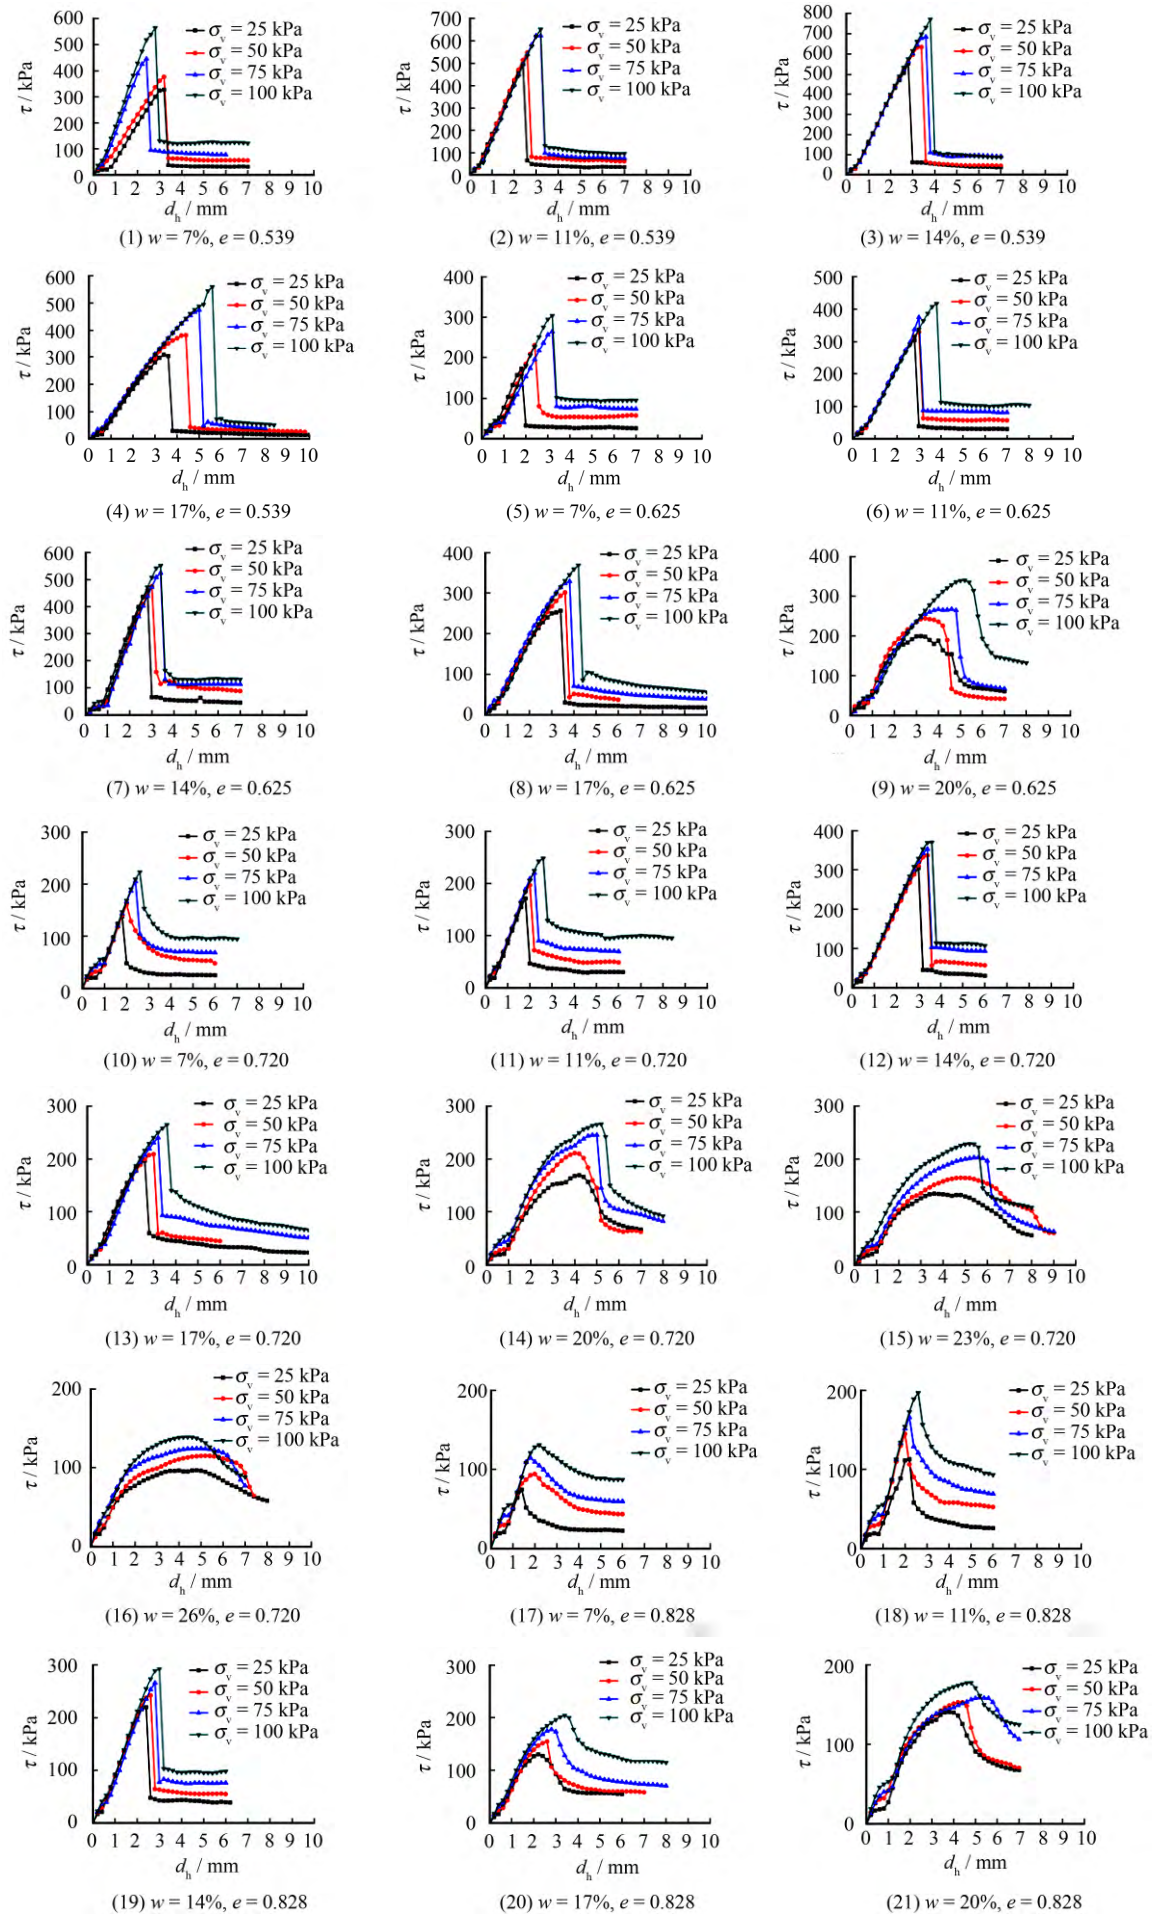 600
500
400
300
200
100
0
τ / kPa
σv = 25 kPa
σv = 50 kPa
σv = 75 kPa
σv = 100 kPa
0 1 2 3 4 5 6 7 8 9 10
dh / mm
(1) w = 7%, e = 0.539
700
600
500
400
300
200
100
0
τ / kPa
σv = 25 kPa
σv = 50 kPa
σv = 75 kPa
σv = 100 kPa
0 1 2 3 4 5 6 7 8 9 10
dh / mm
(2) w = 11%, e = 0.539
800
700
600
500
400
300
200
100
0
τ / kPa
σv = 25 kPa
σv = 50 kPa
σv = 75 kPa
σv = 100 kPa
0 1 2 3 4 5 6 7 8 9 10
dh / mm
(3) w = 14%, e = 0.539
600
500
400
300
200
100
0
τ / kPa
σv = 25 kPa
σv = 50 kPa
σv = 75 kPa
σv = 100 kPa
0 1 2 3 4 5 6 7 8 9 10
dh / mm
(4) w = 17%, e = 0.539
400
300
200
100
0
τ / kPa
σv = 25 kPa
σv = 50 kPa
σv = 75 kPa
σv = 100 kPa
0 1 2 3 4 5 6 7 8 9 10
dh / mm
(5) w = 7%, e = 0.625
500
400
300
200
100
0
τ / kPa
σv = 25 kPa
σv = 50 kPa
σv = 75 kPa
σv = 100 kPa
0 1 2 3 4 5 6 7 8 9 10
dh / mm
(6) w = 11%, e = 0.625
600
500
400
300
200
100
0
τ / kPa
σv = 25 kPa
σv = 50 kPa
σv = 75 kPa
σv = 100 kPa
0 1 2 3 4 5 6 7 8 9 10
dh / mm
(7) w = 14%, e = 0.625
400
300
200
100
0
τ / kPa
σv = 25 kPa
σv = 50 kPa
σv = 75 kPa
σv = 100 kPa
0 1 2 3 4 5 6 7 8 9 10
dh / mm
(8) w = 17%, e = 0.625
400
300
200
100
0
τ / kPa
σv = 25 kPa
σv = 50 kPa
σv = 75 kPa
σv = 100 kPa
0 1 2 3 4 5 6 7 8 9 10
dh / mm
(9) w = 20%, e = 0.625
300
200
100
0
τ / kPa
σv = 25 kPa
σv = 50 kPa
σv = 75 kPa
σv = 100 kPa
0 1 2 3 4 5 6 7 8 9 10
dh / mm
(10) w = 7%, e = 0.720
300
200
100
0
τ / kPa
σv = 25 kPa
σv = 50 kPa
σv = 75 kPa
σv = 100 kPa
0 1 2 3 4 5 6 7 8 9 10
dh / mm
(11) w = 11%, e = 0.720
400
300
200
100
0
τ / kPa
σv = 25 kPa
σv = 50 kPa
σv = 75 kPa
σv = 100 kPa
0 1 2 3 4 5 6 7 8 9 10
dh / mm
(12) w = 14%, e = 0.720
300
200
100
0
τ / kPa
σv = 25 kPa
σv = 50 kPa
σv = 75 kPa
σv = 100 kPa
0 1 2 3 4 5 6 7 8 9 10
dh / mm
(13) w = 17%, e = 0.720
300
200
100
0
τ / kPa
σv = 25 kPa
σv = 50 kPa
σv = 75 kPa
σv = 100 kPa
0 1 2 3 4 5 6 7 8 9 10
dh / mm
(14) w = 20%, e = 0.720
300
200
100
0
τ / kPa
σv = 25 kPa
σv = 50 kPa
σv = 75 kPa
σv = 100 kPa
0 1 2 3 4 5 6 7 8 9 10
dh / mm
(15) w = 23%, e = 0.720
200
100
0
τ / kPa
σv = 25 kPa
σv = 50 kPa
σv = 75 kPa
σv = 100 kPa
0 1 2 3 4 5 6 7 8 9 10
dh / mm
(16) w = 26%, e = 0.720
200
100
0
τ / kPa
σv = 25 kPa
σv = 50 kPa
σv = 75 kPa
σv = 100 kPa
0 1 2 3 4 5 6 7 8 9 10
dh / mm
(17) w = 7%, e = 0.828
200
100
0
τ / kPa
σv = 25 kPa
σv = 50 kPa
σv = 75 kPa
σv = 100 kPa
0 1 2 3 4 5 6 7 8 9 10
dh / mm
(18) w = 11%, e = 0.828
300
200
100
0
τ / kPa
σv = 25 kPa
σv = 50 kPa
σv = 75 kPa
σv = 100 kPa
0 1 2 3 4 5 6 7 8 9 10
dh / mm
(19) w = 14%, e = 0.828
300
200
100
0
τ / kPa
σv = 25 kPa
σv = 50 kPa
σv = 75 kPa
σv = 100 kPa
0 1 2 3 4 5 6 7 8 9 10
dh / mm
(20) w = 17%, e = 0.828
200
100
0
τ / kPa
σv = 25 kPa
σv = 50 kPa
σv = 75 kPa
σv = 100 kPa
0 1 2 3 4 5 6 7 8 9 10
dh / mm
(21) w = 20%, e = 0.828